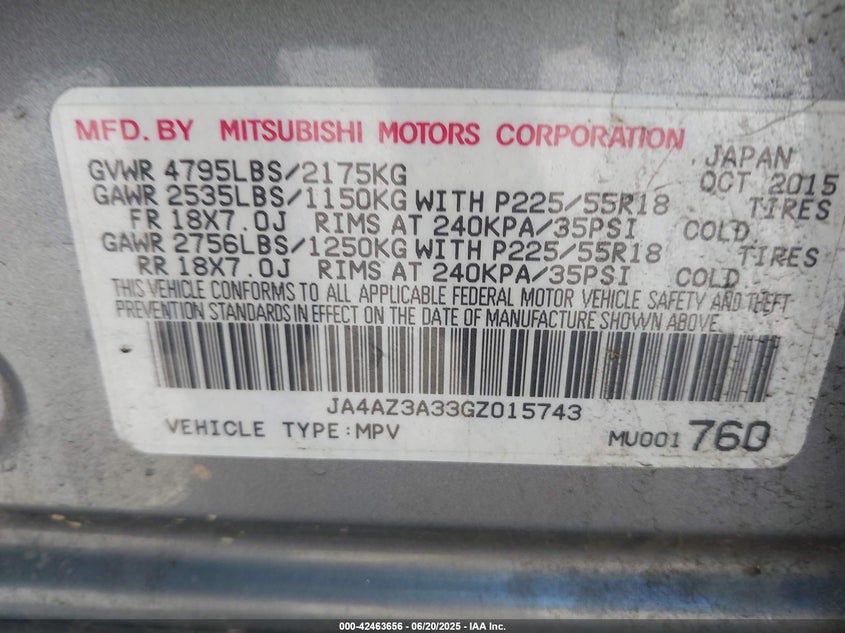 MFD. BY MITSUBISHI MOTORS CORPORATION JAPAN
GVWR 4795LBS/2175KG OCT 2015
GAWR 2535LBS/1150KG WITH P225/55R18 TIRES
FR 18X7.0J RIMS AT 240KPA/35PSI COLD
GAWR 2756LBS/1250KG WITH P225/55R18 TIRES
RR 18X7.0J RIMS AT 240KPA/35PSI COLD
THIS VEHICLE CONFORMS TO ALL APPLICABLE FEDERAL MOTOR VEHICLE SAFETY AND THEFT
PREVENTION STANDARDS IN EFFECT ON THE DATE OF MANUFACTURE SHOWN ABOVE.
JA4AZ3A33GZ015743
VEHICLE TYPE:MPV MU001760
000-42463656 - 06/20/2025 - IAA Inc.